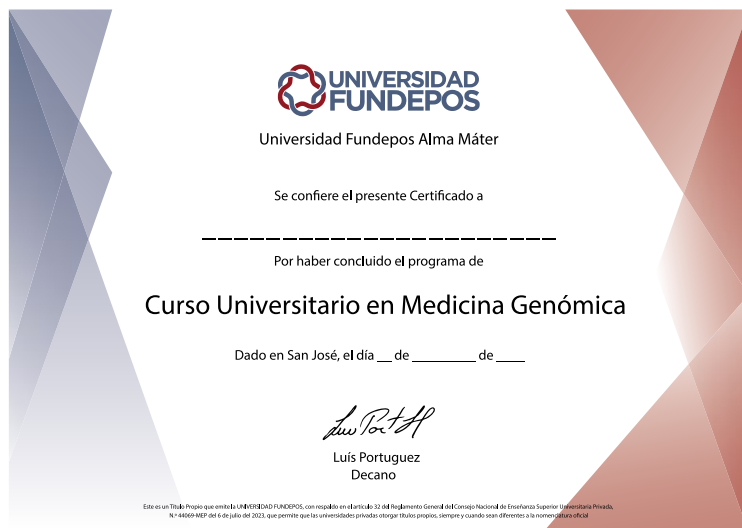 UNIVERSIDAD
FUNDEPOS
Universidad Fundepos Alma Máter
Se confiere el presente Certificado a
Por haber concluido el programa de
Curso Universitario en Medicina Genómica
Dado en San José, el día __ de ________ de ____
Luís Portuguez
Decano
Este es un Título Propio que emite la UNIVERSIDAD FUNDEPOS, con respaldo en el artículo 32 del Reglamento General del Consejo Nacional de Enseñanza Superior Universitaria Privada,
N.º 44069-MEP del 6 de julio del 2023, que permite que las universidades privadas otorgar títulos propios, siempre y cuando sean diferentes a la nomenclatura oficial